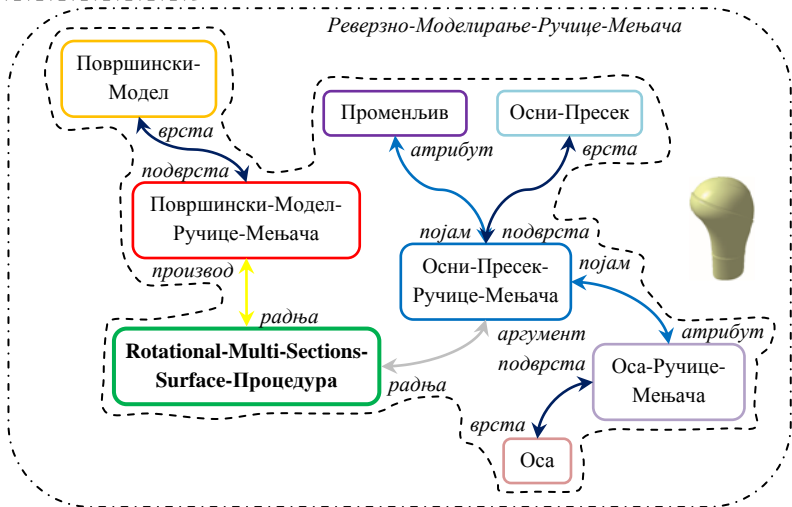 Реверзно-Моделирање-Ручице-Мењача
Површински-
Модел
Променљив
Осни-Пресек
врста
атрибут
врста
подврста
Површински-Модел-
Ручице-Мењача
појам
подврста
Осни-Пресек-
Ручице-Мењача
појам
производ
радња
аргумент
атрибут
Rotational-Multi-Sections-
Surface-Процедура
радња
подврста
Оса-Ручице-
Мењача
врста
Оса